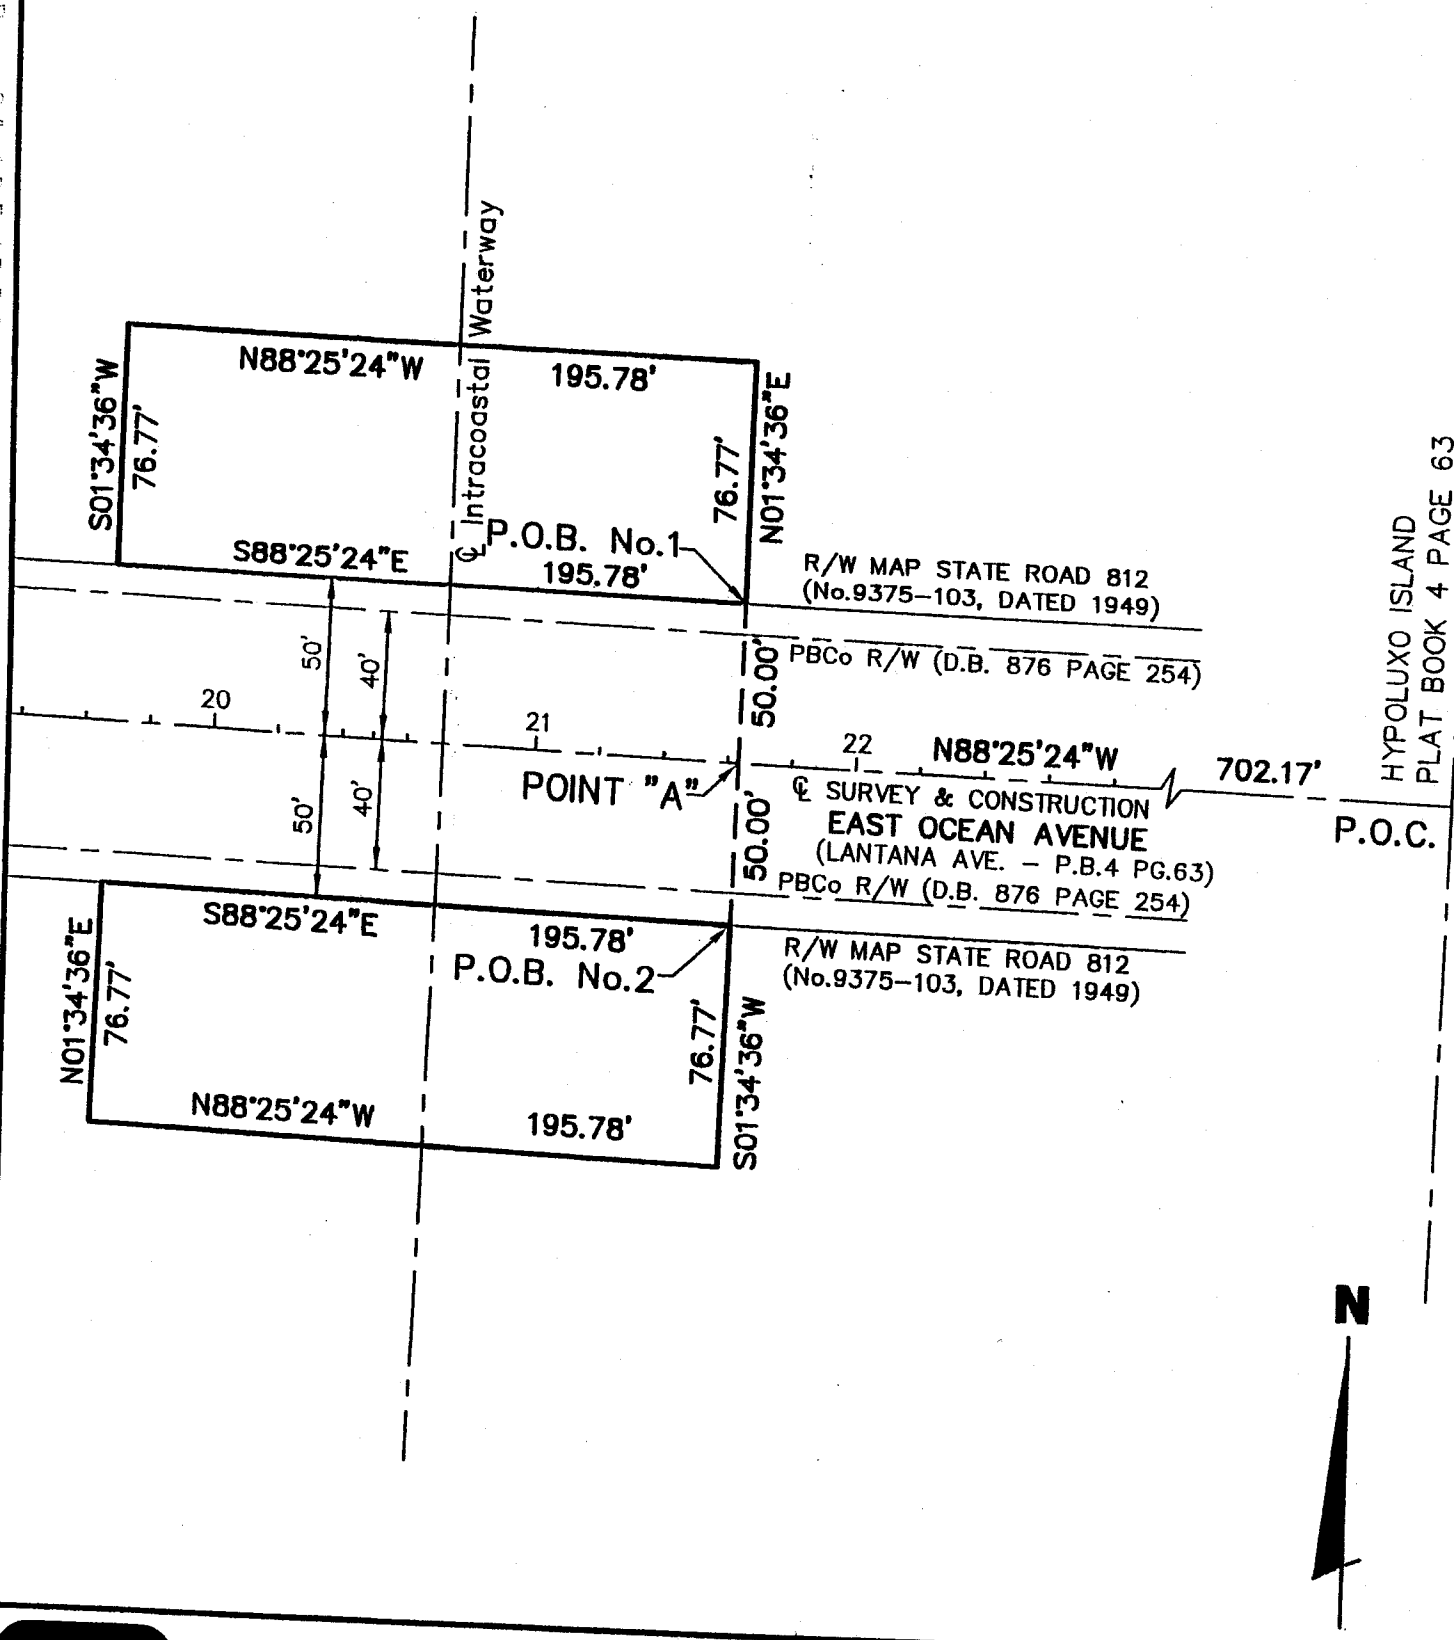 ℄ Intracoastal Waterway
N88°25'24"W
195.78'
S01°34'36"W
76.77'
76.77'
N01°34'36"E
S88°25'24"E
P.O.B. No.1
195.78'
R/W MAP STATE ROAD 812
(No.9375-103, DATED 1949)
PBCo R/W (D.B. 876 PAGE 254)
50'
40'
50.00'
HYPOLUXO ISLAND
PLAT BOOK 4 PAGE 63
20
21
22
N88°25'24"W
702.17'
POINT "A"
℄ SURVEY & CONSTRUCTION
EAST OCEAN AVENUE
(LANTANA AVE. - P.B.4 PG.63)
P.O.C.
50'
40'
50.00'
PBCo R/W (D.B. 876 PAGE 254)
S88°25'24"E
195.78'
P.O.B. No.2
R/W MAP STATE ROAD 812
(No.9375-103, DATED 1949)
N01°34'36"E
76.77'
76.77'
S01°34'36"W
N88°25'24"W
195.78'
N